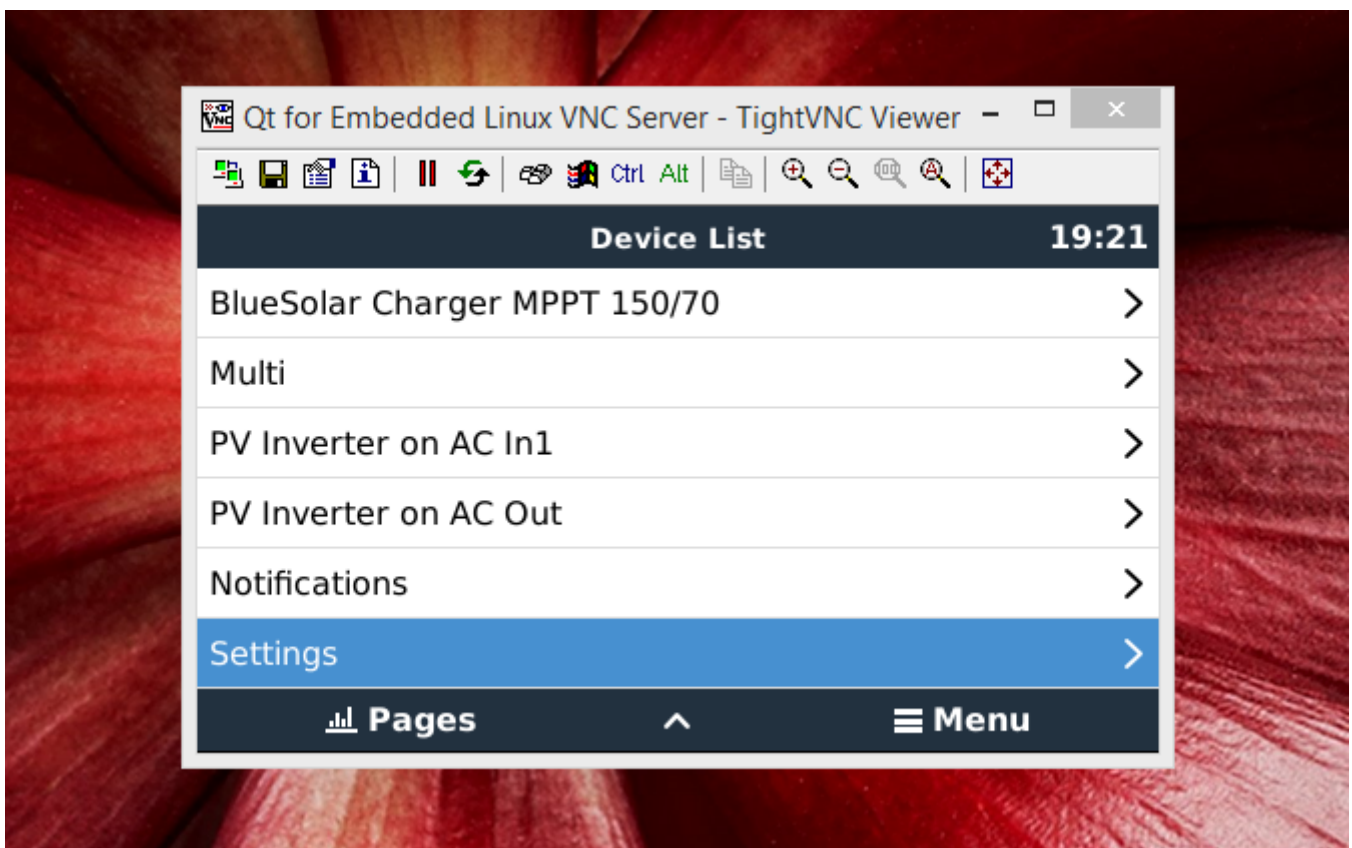 Qt for Embedded Linux VNC Server - TightVNC Viewer
Ctrl Alt
Device List 19:21
BlueSolar Charger MPPT 150/70
Multi
PV Inverter on AC In1
PV Inverter on AC Out
Notifications
Settings
Pages Menu